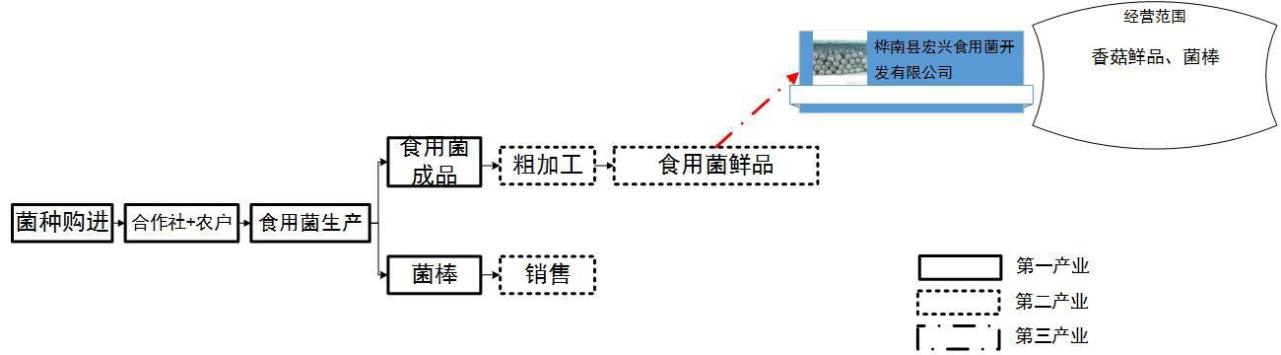 经营范围
香菇鲜品、菌棒
桦南县宏兴食用菌开
发有限公司
食用菌
成品
粗加工
食用菌鲜品
菌种购进
合作社+农户
食用菌生产
菌棒
销售
第一产业
第二产业
第三产业